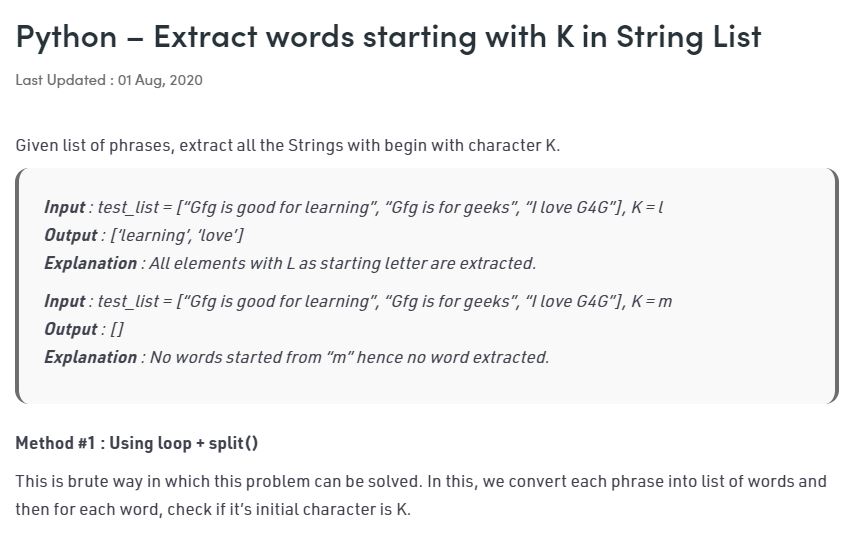 Python – Extract words starting with K in String List
Last Updated : 01 Aug, 2020
Given list of phrases, extract all the Strings with begin with character K.
Input : test_list = [“Gfg is good for learning”, “Gfg is for geeks”, “I love G4G”], K = l
Output : [‘learning’, ‘love’]
Explanation : All elements with L as starting letter are extracted.
Input : test_list = [“Gfg is good for learning”, “Gfg is for geeks”, “I love G4G”], K = m
Output : []
Explanation : No words started from “m” hence no word extracted.
Method #1 : Using loop + split()
This is brute way in which this problem can be solved. In this, we convert each phrase into list of words and
then for each word, check if it’s initial character is K.